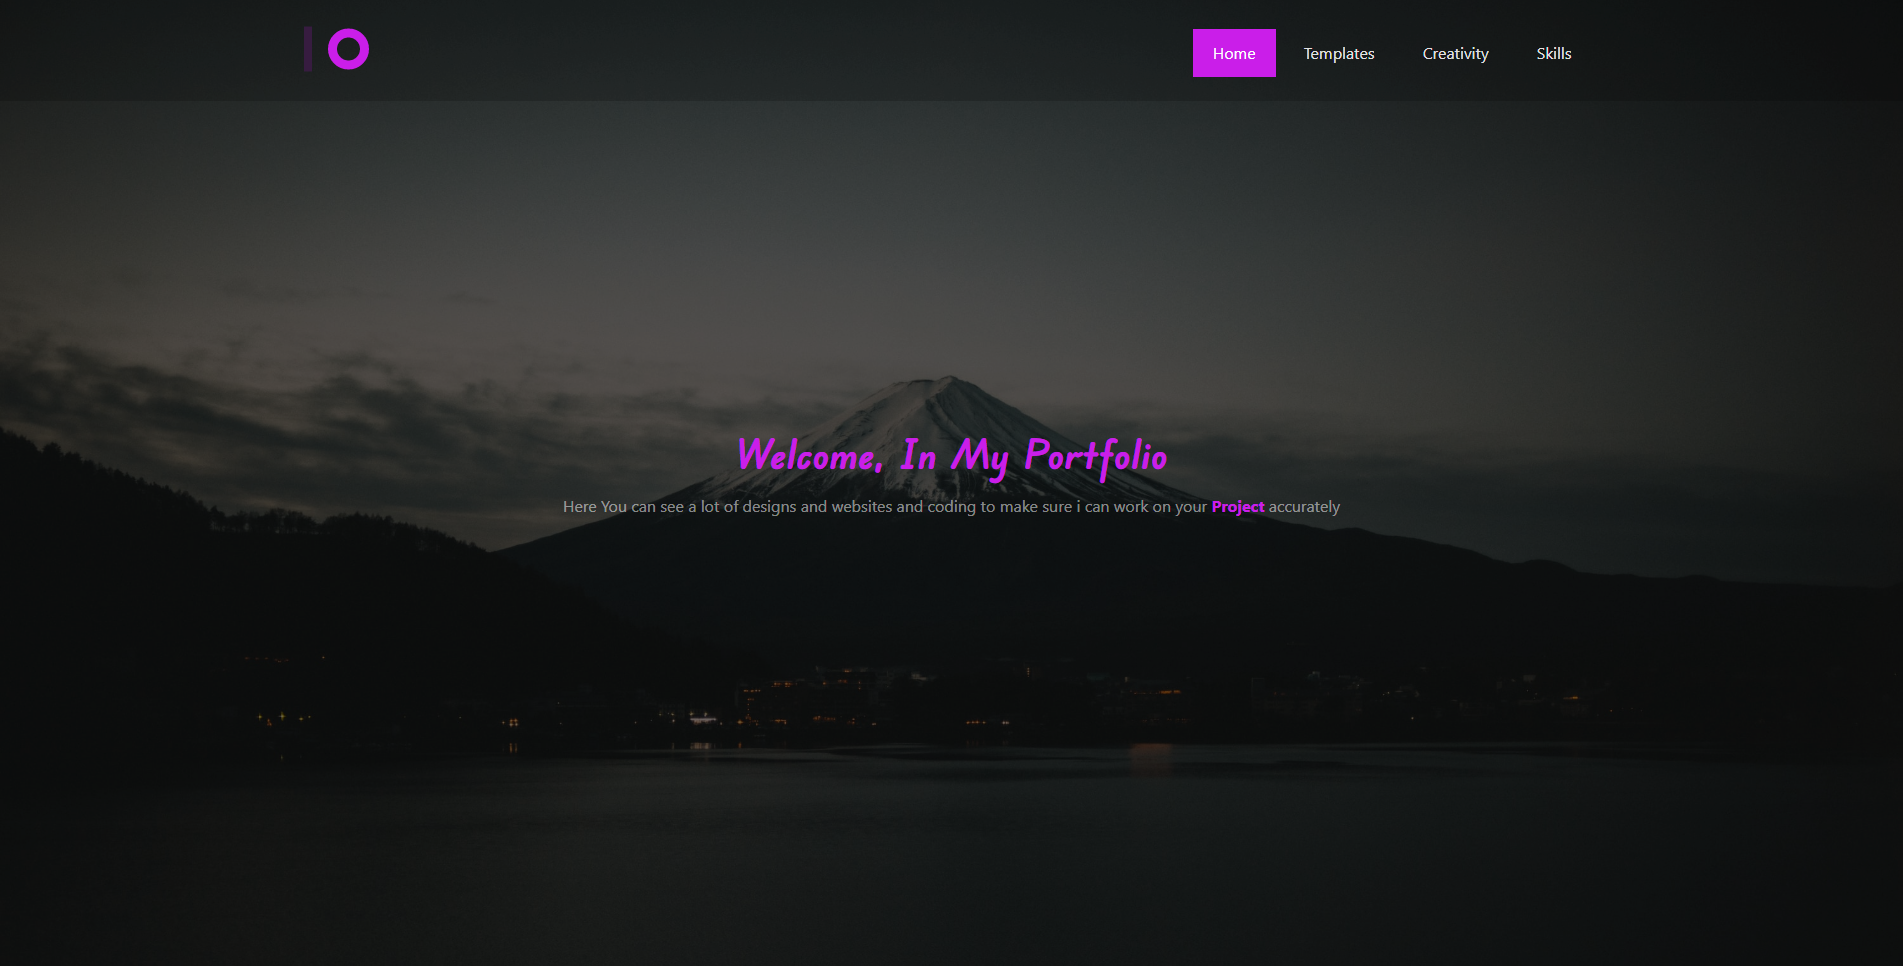 Home Templates Creativity Skills
Welcome, In My Portfolio
Here You can see a lot of designs and websites and coding to make sure i can work on your Project accurately